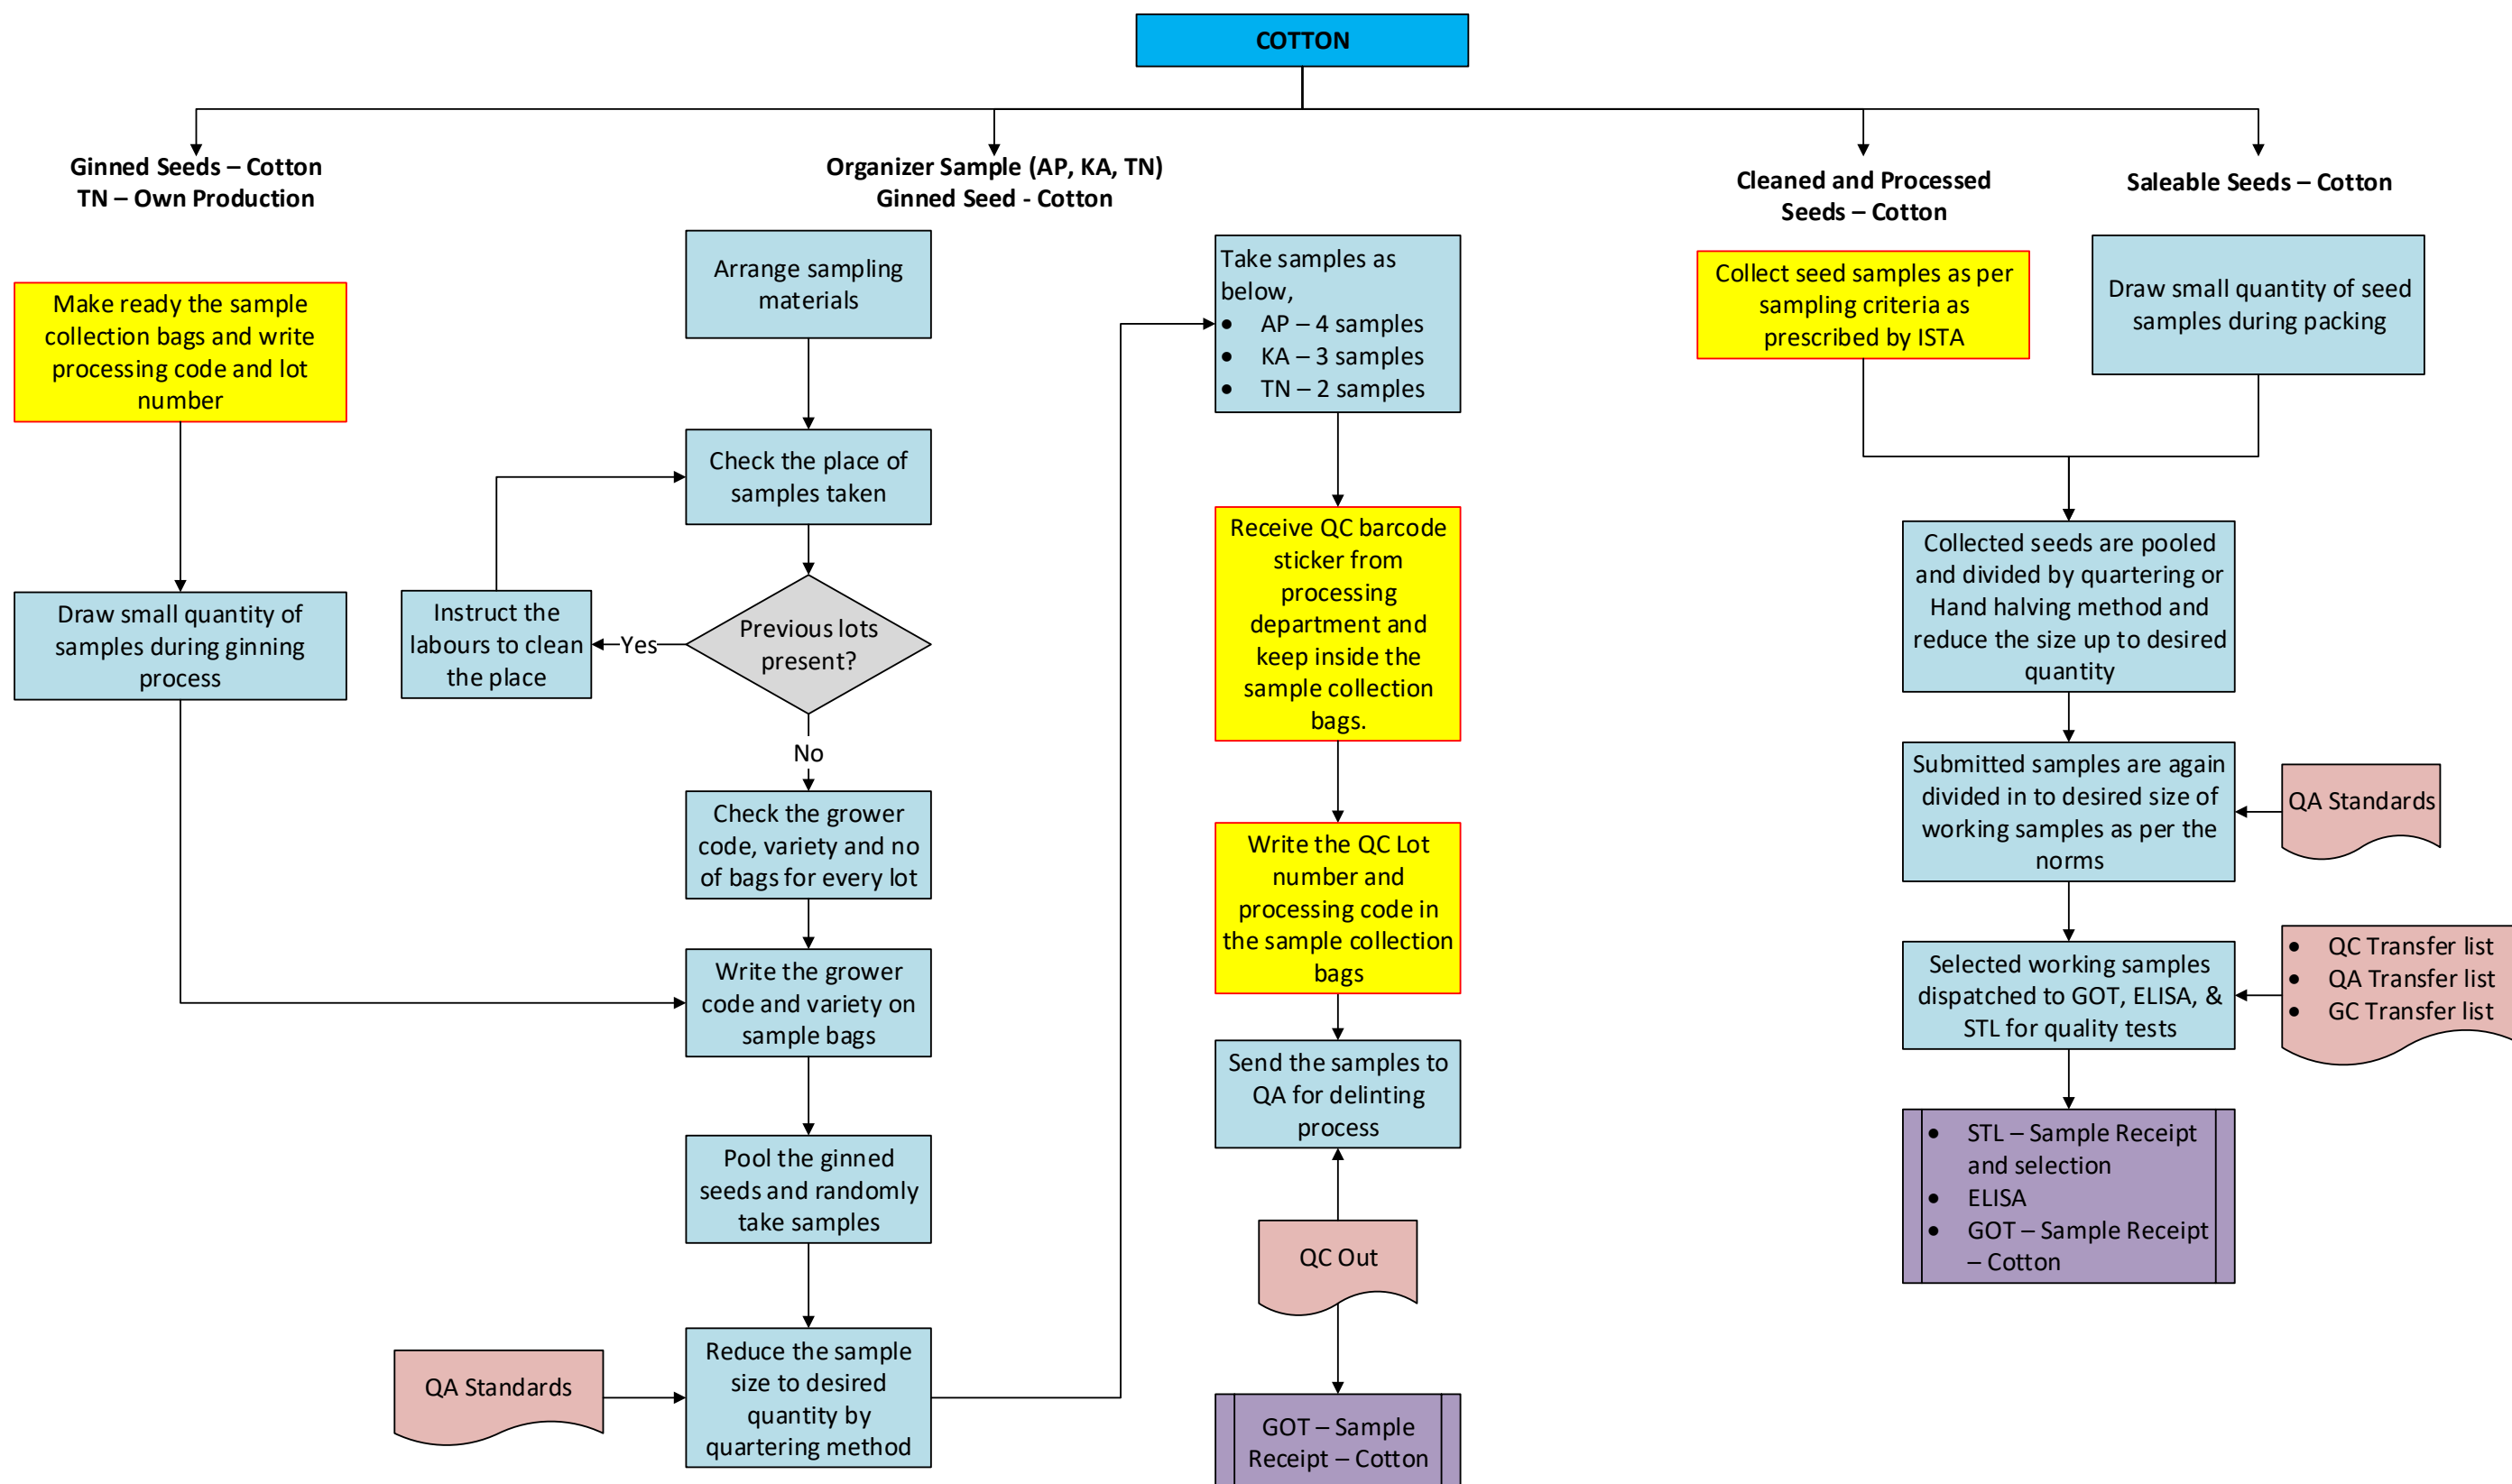 COTTON
Ginned Seeds – Cotton
TN – Own Production
Organizer Sample (AP, KA, TN)
Ginned Seed - Cotton
Cleaned and Processed
Seeds – Cotton
Saleable Seeds – Cotton
Make ready the sample
collection bags and write
processing code and lot
number
Draw small quantity of
samples during ginning
process
Arrange sampling
materials
Check the place of
samples taken
Previous lots
present?
Yes
Instruct the
labours to clean
the place
No
Check the grower
code, variety and no
of bags for every lot
Write the grower
code and variety on
sample bags
Pool the ginned
seeds and randomly
take samples
Reduce the sample
size to desired
quantity by
quartering method
QA Standards
Take samples as
below,
• AP – 4 samples
• KA – 3 samples
• TN – 2 samples
Receive QC barcode
sticker from
processing
department and
keep inside the
sample collection
bags.
Write the QC Lot
number and
processing code in
the sample collection
bags
Send the samples to
QA for delinting
process
QC Out
GOT – Sample
Receipt – Cotton
Collect seed samples as per
sampling criteria as
prescribed by ISTA
Draw small quantity of seed
samples during packing
Collected seeds are pooled
and divided by quartering or
Hand halving method and
reduce the size up to desired
quantity
Submitted samples are again
divided in to desired size of
working samples as per the
norms
QA Standards
Selected working samples
dispatched to GOT, ELISA, &
STL for quality tests
• QC Transfer list
• QA Transfer list
• GC Transfer list
• STL – Sample Receipt
and selection
• ELISA
• GOT – Sample Receipt
– Cotton